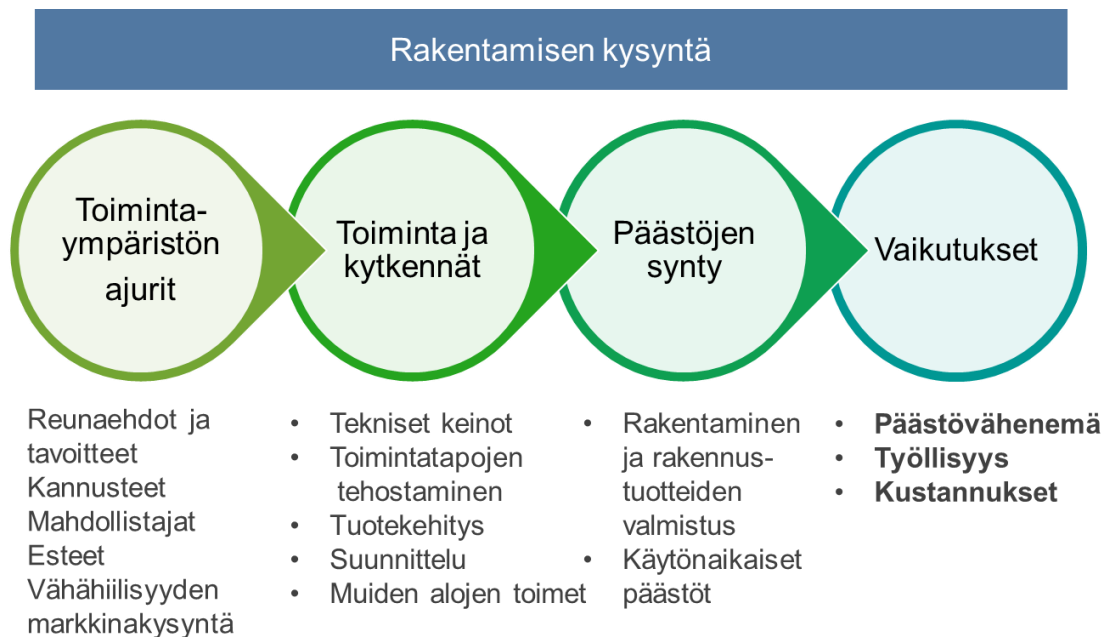 Rakentamisen kysyntä
Toiminta-
ympäristön
ajurit
Toiminta ja
kytkennät
Päästöjen
synty
Vaikutukset
Reunaehdot ja
tavoitteet
Kannusteet
Mahdollistajat
Esteet
Vähähiilisyyden
markkinakysyntä
• Tekniset keinot
• Toimintatapojen
tehostaminen
• Tuotekehitys
• Suunnittelu
• Muiden alojen toimet
• Rakentaminen
ja rakennus-
tuotteiden
valmistus
• Käytönaikaiset
päästöt
• Päästövähenemä
• Työllisyys
• Kustannukset